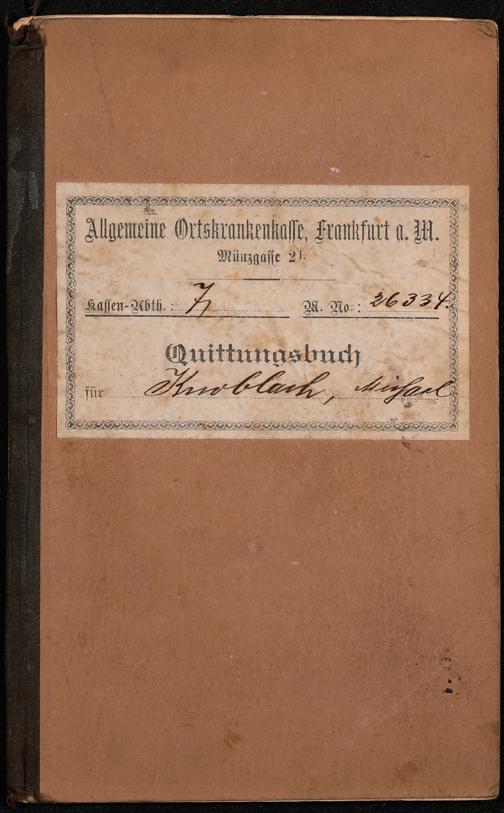 Allgemeine Ortskrankenkasse, Frankfurt a. M.
Münzgasse 2ᴵ·
Kassen-Abth.: 7, M. No.: 26334.
Quittungsbuch
für Knoblach, Michael